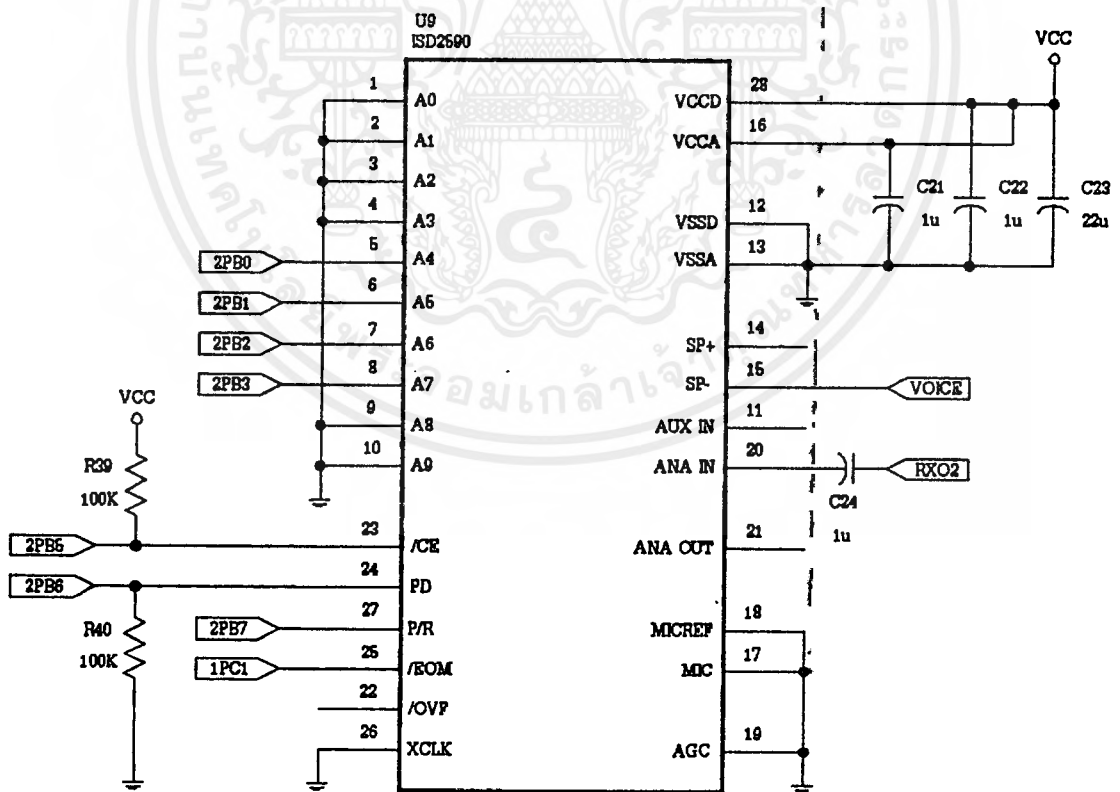 U9
ISD2590
VCC
1 A0
2 A1
3 A2
4 A3
5 A4
2PB0
6 A5
2PB1
7 A6
2PB2
8 A7
2PB3
9 A8
10 A9
VCC
R39
100K
2PB5
23 /CE
2PB6
24 PD
R40
100K
2PB7
27 P/R
1PC1
25 /EOM
22 /OVF
26 XCLK
VCCD 28
VCCA 16
VSSD 12
VSSA 13
C21
1u
C22
1u
C23
22u
SP+ 14
SP- 15
VOICE
AUX IN 11
ANA IN 20
RXO2
C24
1u
ANA OUT 21
MICREF 18
MIC 17
AGC 19